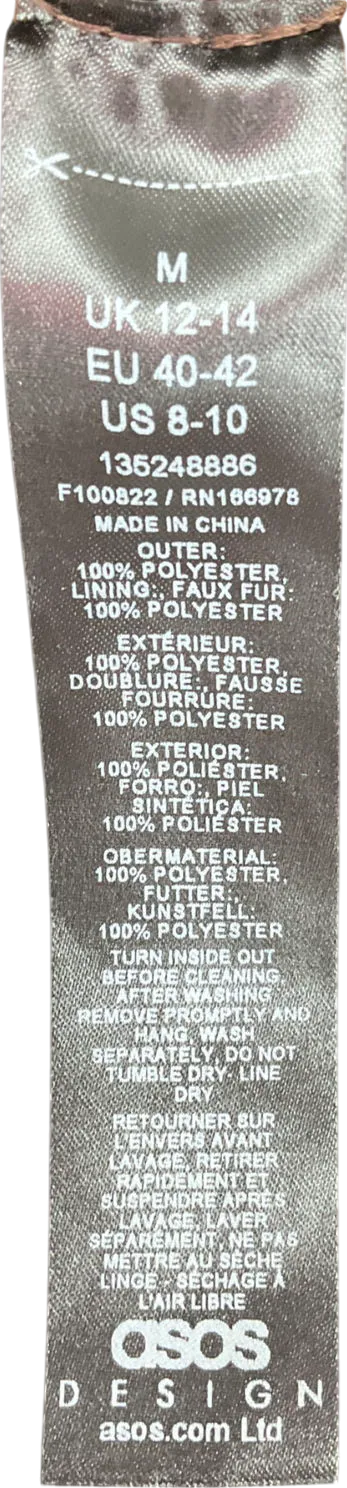 M
UK 12-14
EU 40-42
US 8-10
135248886
F100822 / RN166978
MADE IN CHINA
OUTER:
100% POLYESTER,
LINING:, FAUX FUR:
100% POLYESTER
EXTÉRIEUR:
100% POLYESTER,
DOUBLURE:, FAUSSE
FOURRURE:
100% POLYESTER
EXTERIOR:
100% POLIÉSTER,
FORRO:, PIEL
SINTÉTICA:
100% POLIÉSTER
OBERMATERIAL:
100% POLYESTER,
FUTTER:,
KUNSTFELL:
100% POLYESTER
TURN INSIDE OUT
BEFORE CLEANING,
AFTER WASHING
REMOVE PROMPTLY AND
HANG, WASH
SEPARATELY, DO NOT
TUMBLE DRY- LINE
DRY
RETOURNER SUR
L'ENVERS AVANT
LAVAGE, RETIRER
RAPIDEMENT ET
SUSPENDRE APRÈS
LAVAGE, LAVER
SÉPARÉMENT, NE PAS
METTRE AU SÈCHE
LINGE - SÉCHAGE À
L'AIR LIBRE
asos
DESIGN
asos.com Ltd